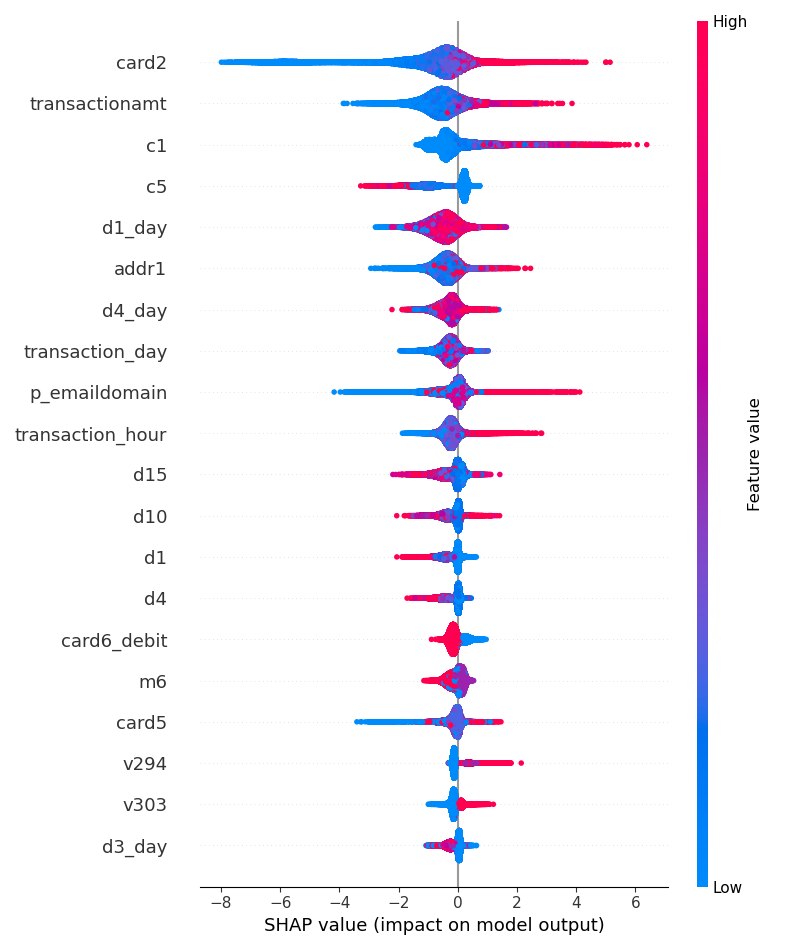 High
card2
transactionamt
c1
c5
d1_day
addr1
d4_day
transaction_day
p_emaildomain
transaction_hour
d15
d10
d1
d4
card6_debit
m6
card5
v294
v303
d3_day
Feature value
Low
−8 −6 −4 −2 0 2 4 6
SHAP value (impact on model output)